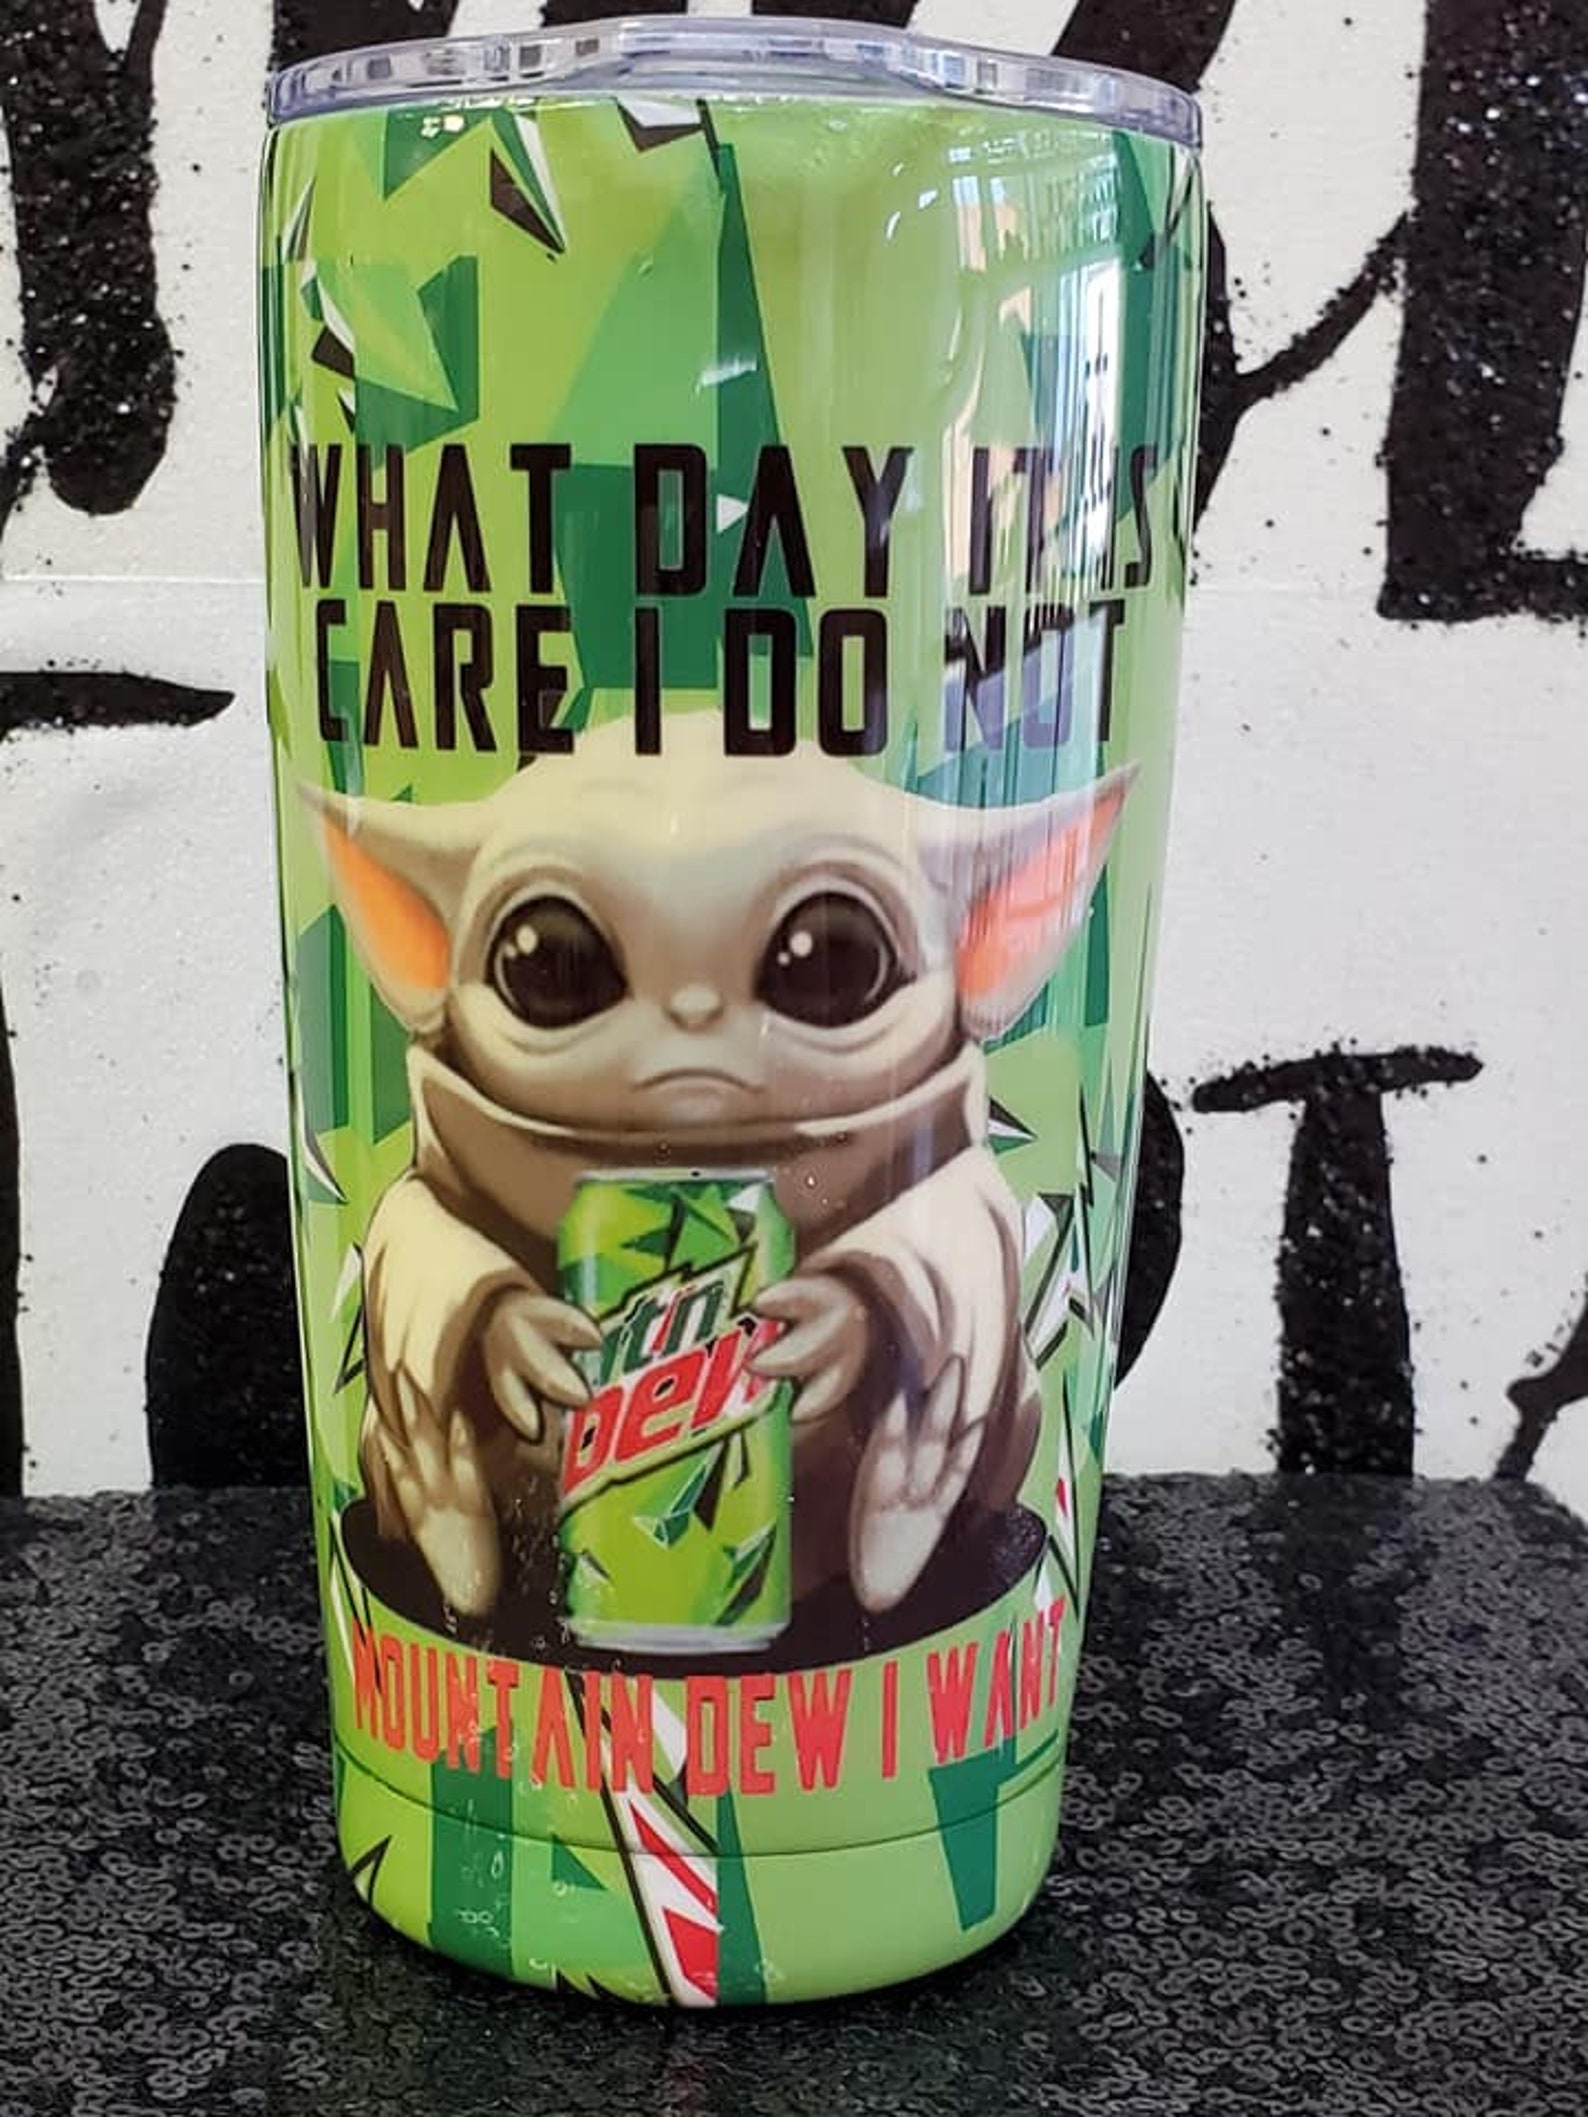 WHAT DAY IT IS
CARE I DO NOT
mtn
Dew
MOUNTAIN DEW I WANT